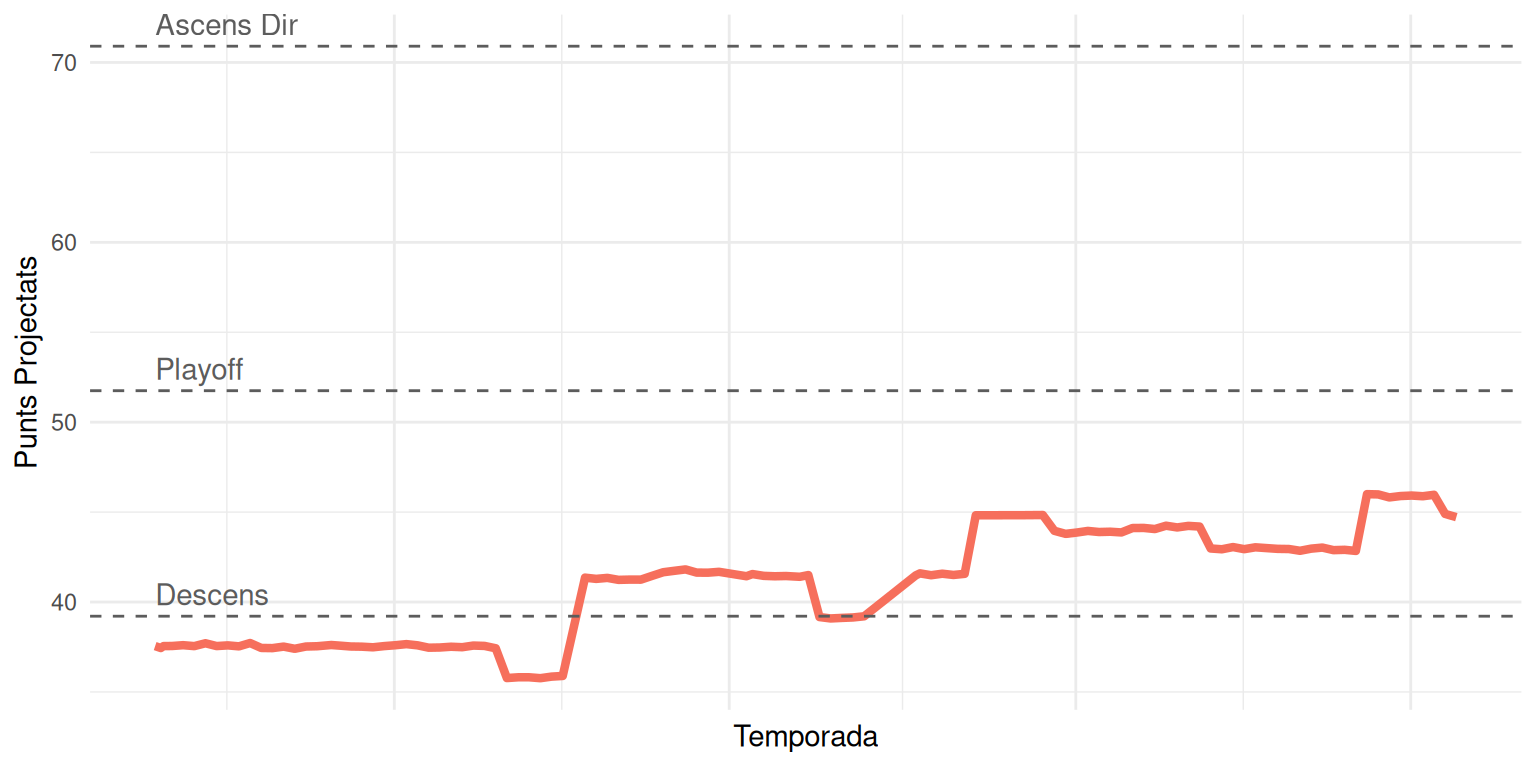 Ascens Dir
70
60
Playoff
50
Descens
40
Punts Projectats
Temporada